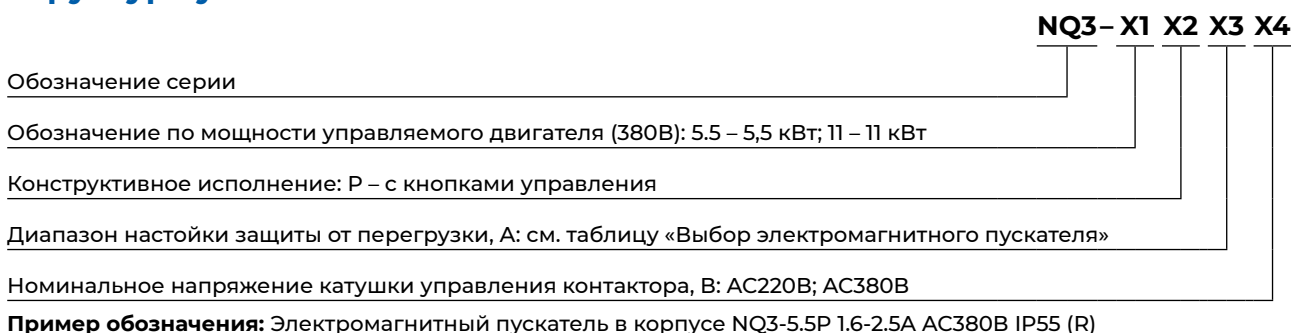 NQ3 – X1 X2 X3 X4
Обозначение серии
Обозначение по мощности управляемого двигателя (380В): 5.5 – 5,5 кВт; 11 – 11 кВт
Конструктивное исполнение: P – с кнопками управления
Диапазон настойки защиты от перегрузки, А: см. таблицу «Выбор электромагнитного пускателя»
Номинальное напряжение катушки управления контактора, В: AC220В; AC380В
Пример обозначения: Электромагнитный пускатель в корпусе NQ3-5.5P 1.6-2.5A AC380В IP55 (R)